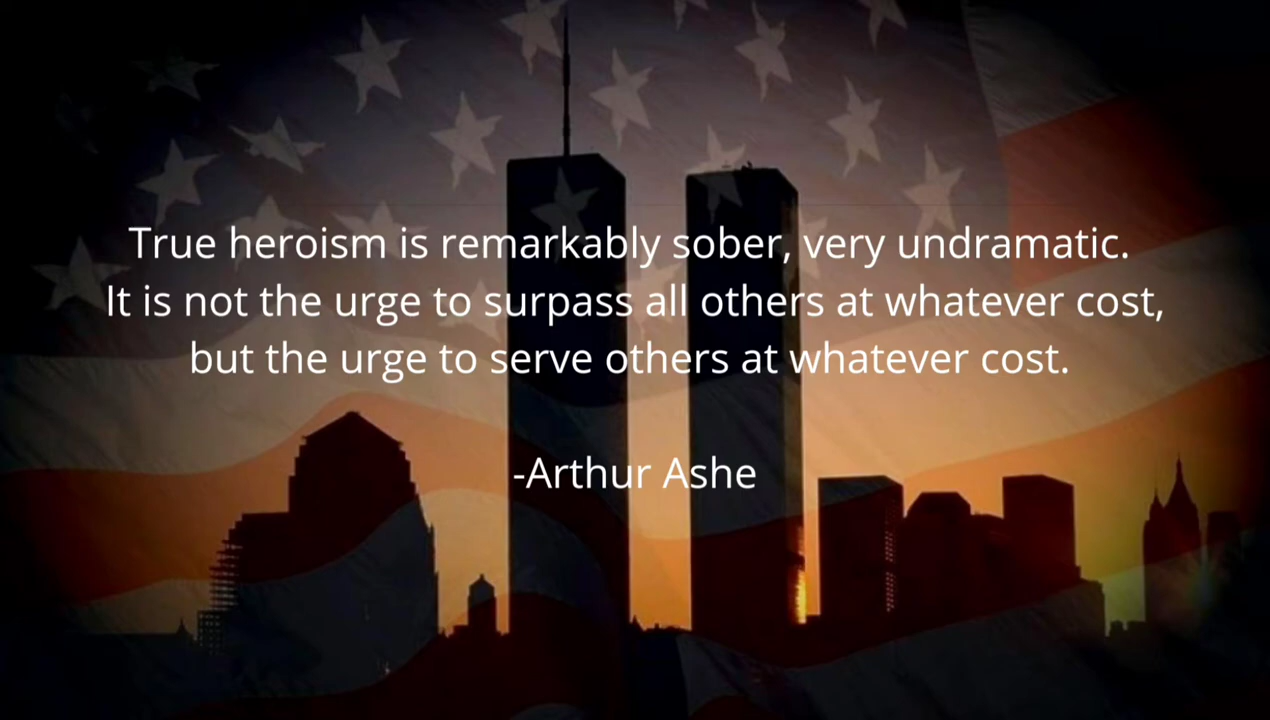 True heroism is remarkably sober, very undramatic.
It is not the urge to surpass all others at whatever cost,
but the urge to serve others at whatever cost.
-Arthur Ashe